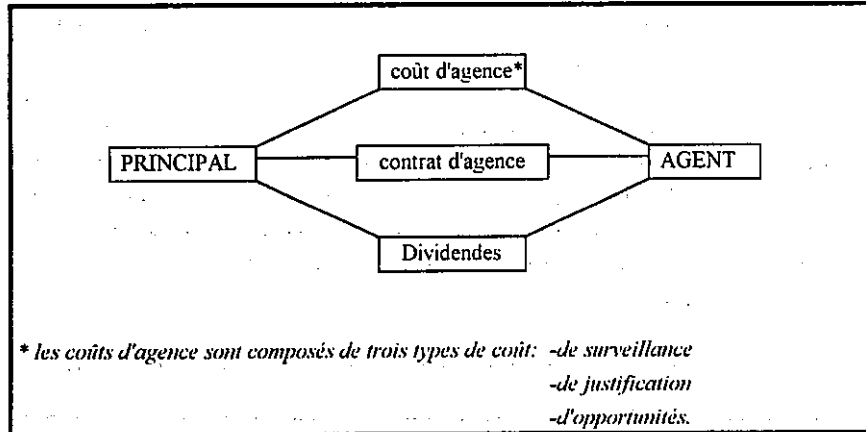 coût d'agence*
PRINCIPAL contrat d'agence AGENT
Dividendes
* les coûts d'agence sont composés de trois types de coût: -de surveillance
-de justification
-d'opportunités.